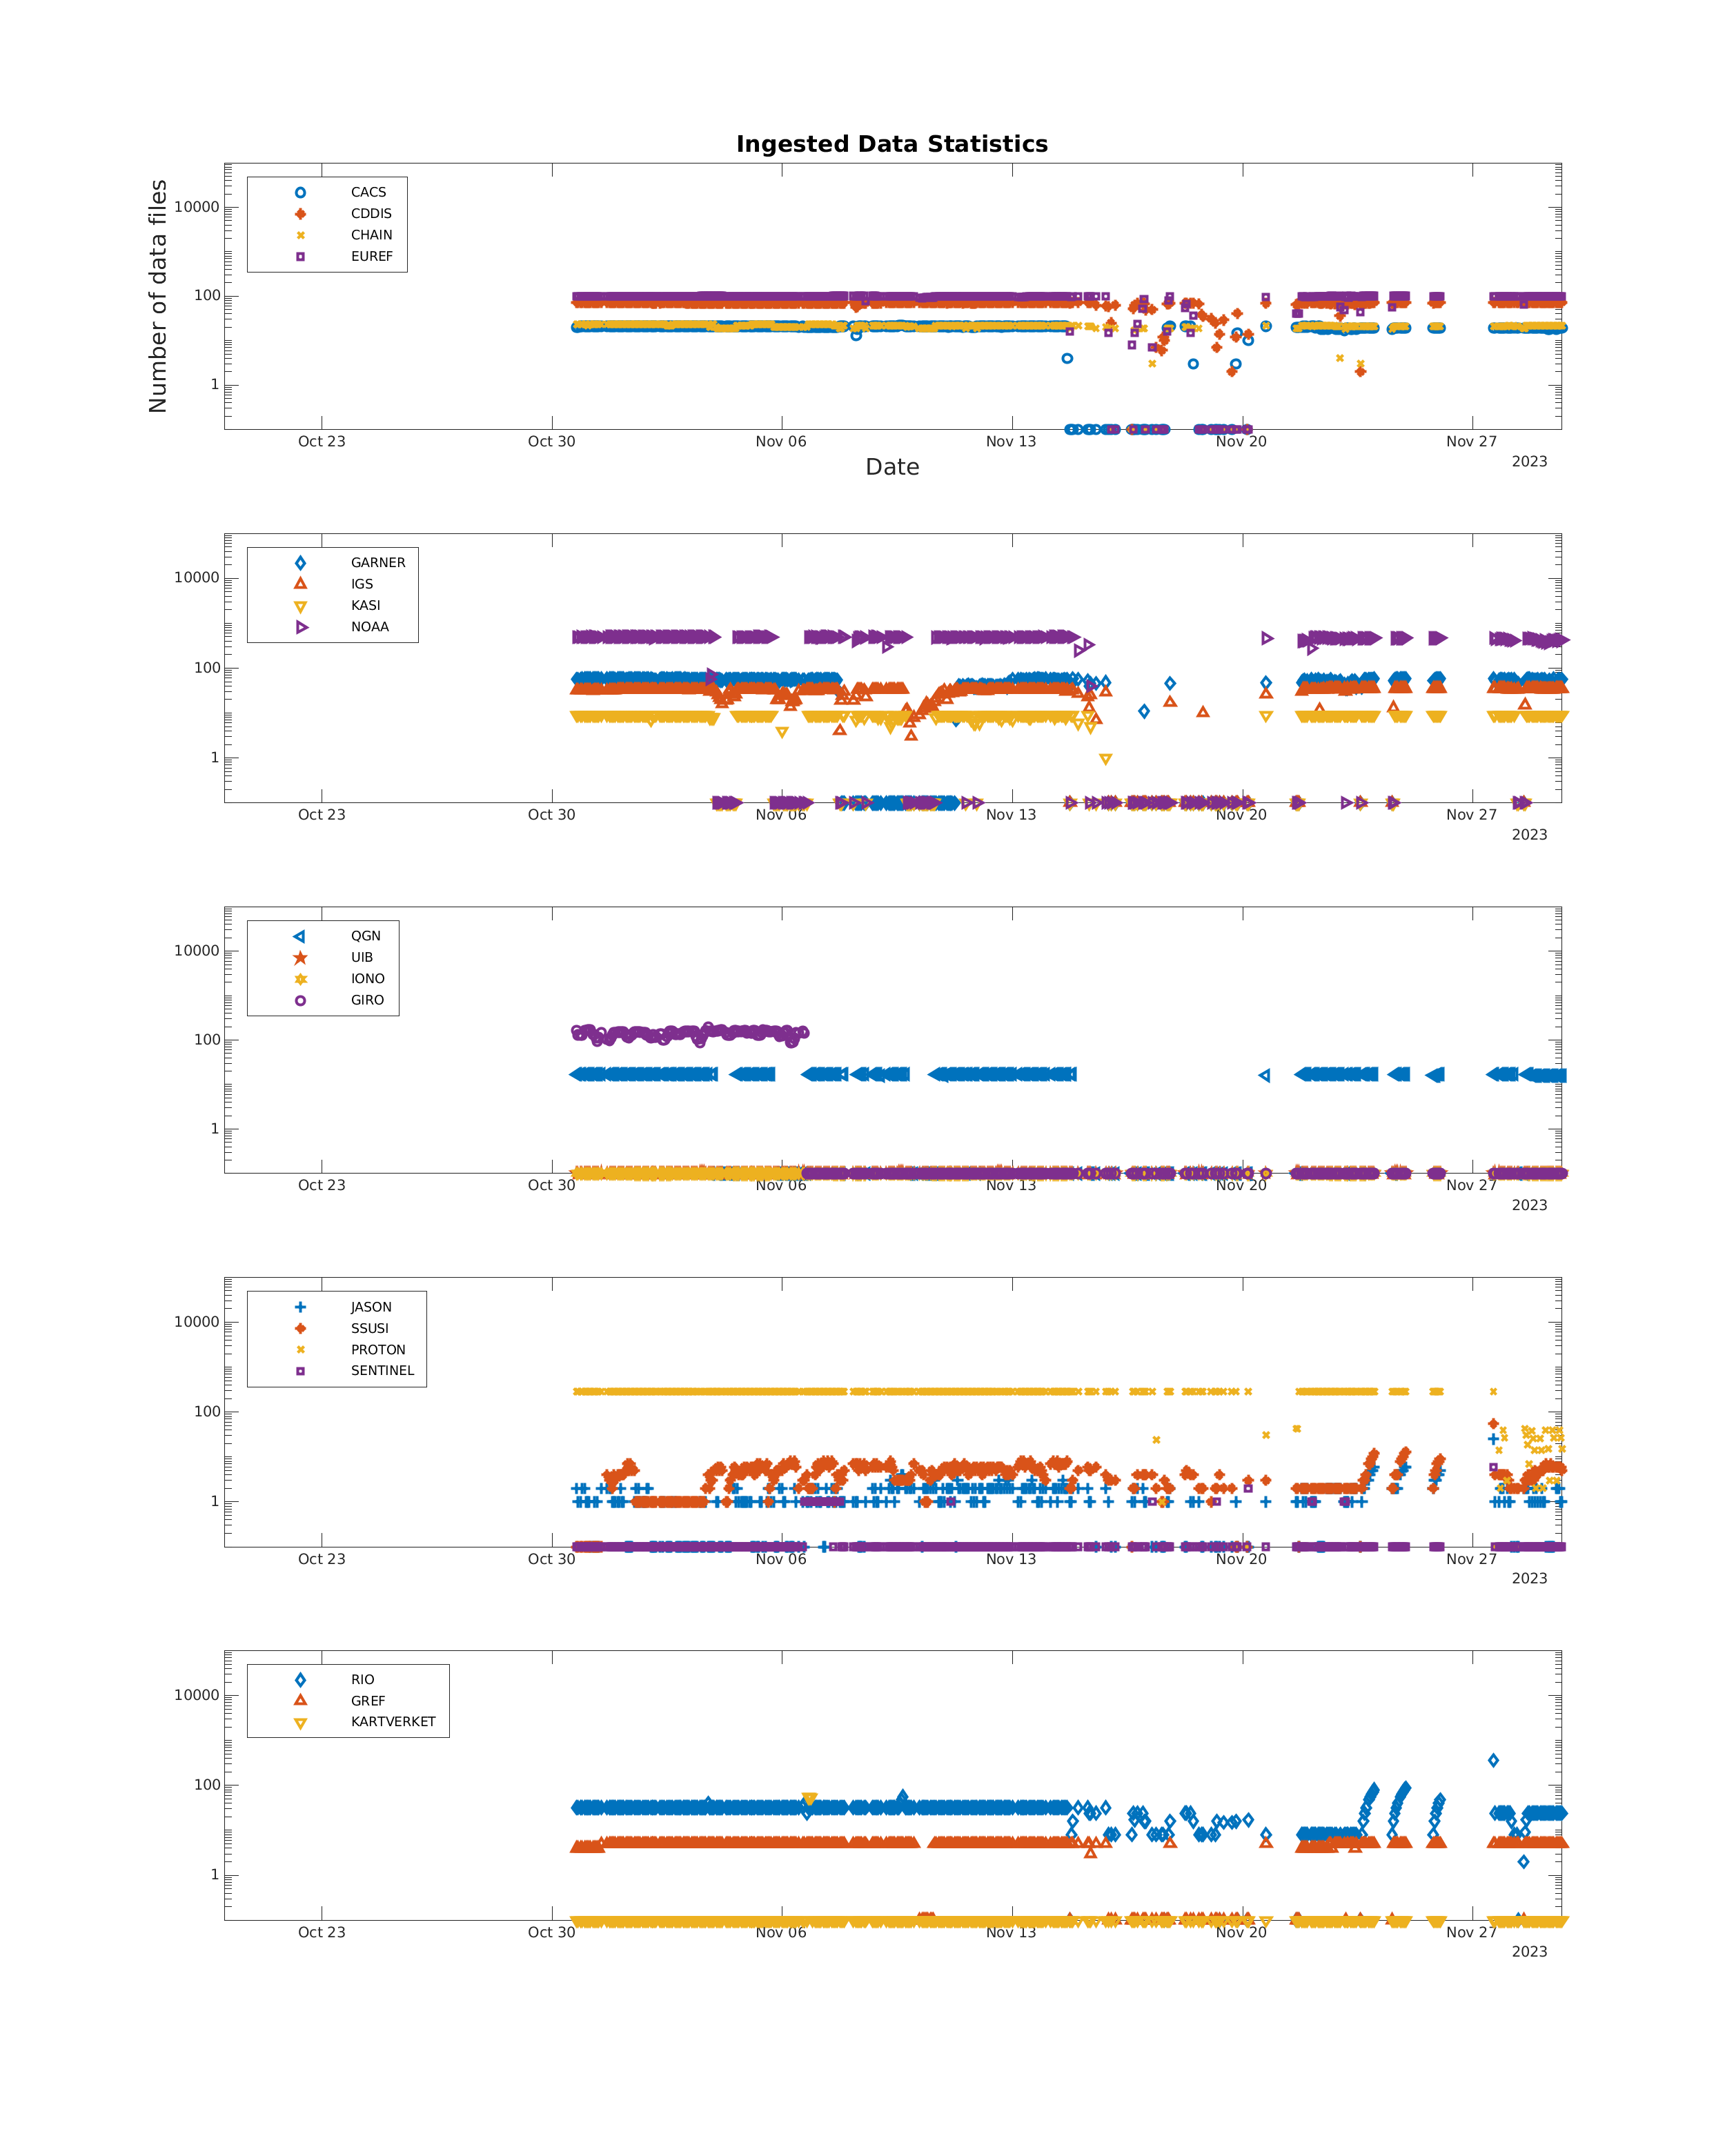 Ingested Data Statistics
Number of data files
10000
100
1
CACS
CDDIS
CHAIN
EUREF
Oct 23 Oct 30 Nov 06 Nov 13 Nov 20 Nov 27
2023
Date
10000
100
1
GARNER
IGS
KASI
NOAA
Oct 23 Oct 30 Nov 06 Nov 13 Nov 20 Nov 27
2023
10000
100
1
QGN
UIB
IONO
GIRO
Oct 23 Oct 30 Nov 06 Nov 13 Nov 20 Nov 27
2023
10000
100
1
JASON
SSUSI
PROTON
SENTINEL
Oct 23 Oct 30 Nov 06 Nov 13 Nov 20 Nov 27
2023
10000
100
1
RIO
GREF
KARTVERKET
Oct 23 Oct 30 Nov 06 Nov 13 Nov 20 Nov 27
2023